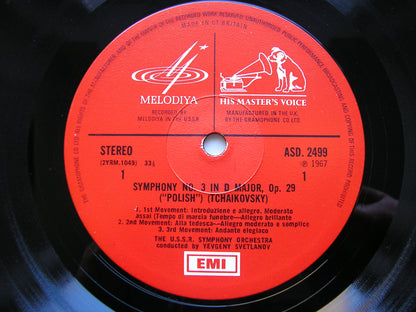 MADE IN GT BRITAIN
MELODIYA
HIS MASTER'S VOICE
RECORDED BY
MELODIYA IN THE U.S.S.R.
MANUFACTURED IN THE U.K.
BY THE GRAMOPHONE CO LTD
STEREO
ASD. 2499
(2YRM.1049) 33⅓
℗ 1967
1
1
SYMPHONY NO. 3 IN D MAJOR, Op. 29
("POLISH") (TCHAIKOVSKY)
1. 1st Movement: Introduzione e allegro. Moderato
assai (Tempo di marcia funebre)—Allegro brillante
2. 2nd Movement: Alla tedesca—Allegro moderato e semplice
3. 3rd Movement: Andante elegiaco
THE U.S.S.R. SYMPHONY ORCHESTRA
conducted by YEVGENY SVETLANOV
EMI